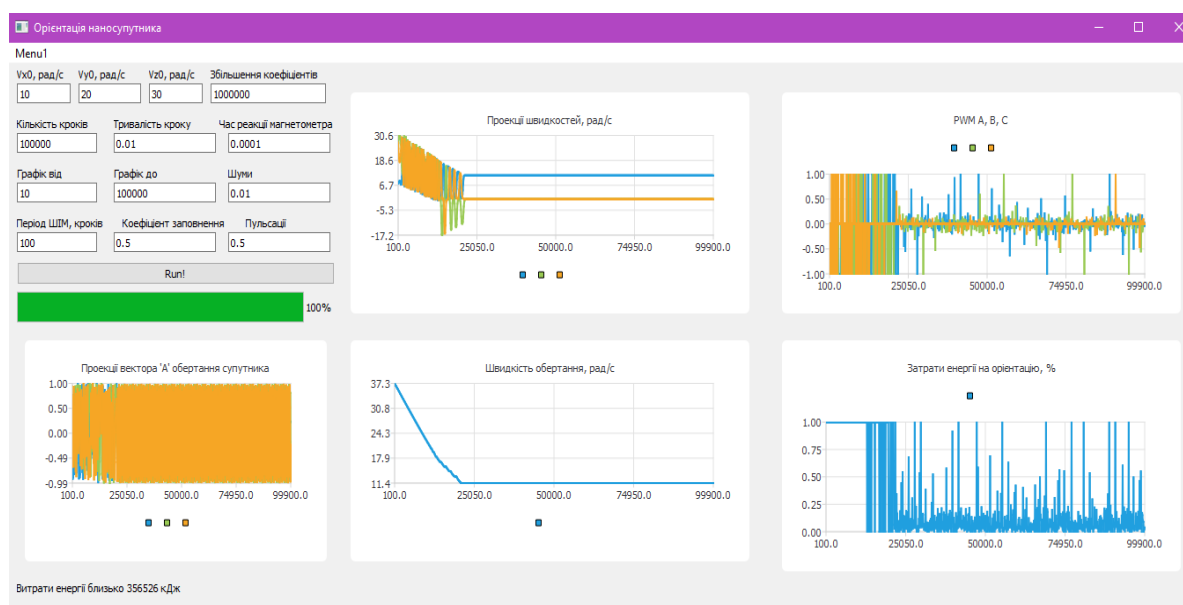 Орієнтація наносупутника
Menu1
Vx0, рад/с Vy0, рад/с Vz0, рад/с Збільшення коефіцієнтів
10 20 30 1000000
Кількість кроків Тривалість кроку Час реакції магнетометра
100000 0.01 0.0001
Графік від Графік до Шуми
10 100000 0.01
Період ШІМ, кроків Коефіцієнт заповнення Пульсації
100 0.5 0.5
Run!
100%
Проекції швидкостей, рад/с
30.6
18.6
6.7
-5.3
-17.2
100.0 25050.0 50000.0 74950.0 99900.0
PWM A, B, C
1.00
0.50
0.00
-0.50
-1.00
100.0 25050.0 50000.0 74950.0 99900.0
Проекції вектора 'A' обертання супутника
1.00
0.50
0.00
-0.49
-0.99
100.0 25050.0 50000.0 74950.0 99900.0
Швидкість обертання, рад/с
37.3
30.8
24.3
17.9
11.4
100.0 25050.0 50000.0 74950.0 99900.0
Затрати енергії на орієнтацію, %
1.00
0.75
0.50
0.25
0.00
100.0 25050.0 50000.0 74950.0 99900.0
Витрати енергії близько 356526 кДж